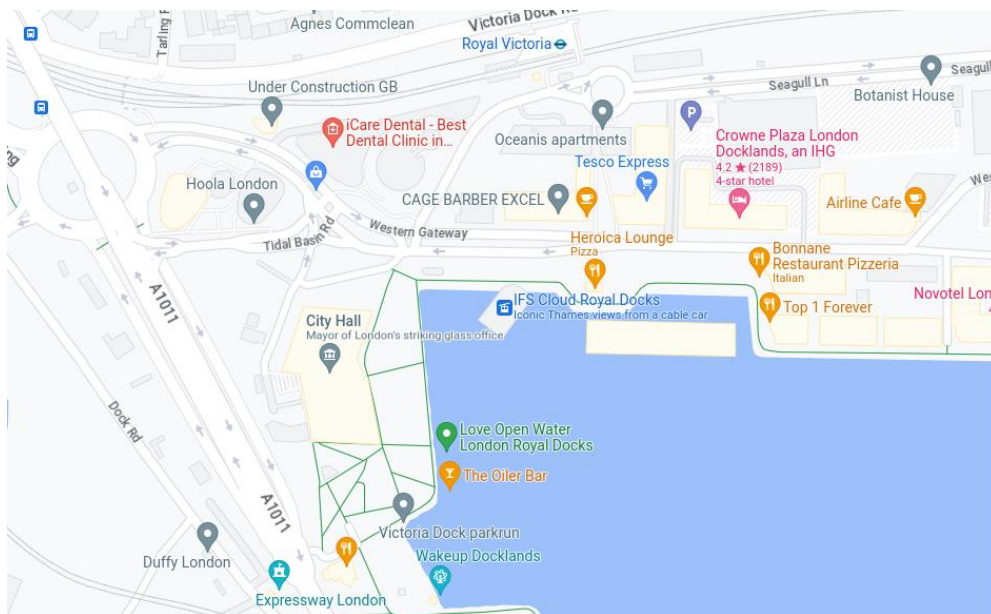 Agnes Commclean
Victoria Dock
Tarling
Royal Victoria
Seagull Ln
Seagull
Botanist House
Under Construction GB
iCare Dental - Best
Dental Clinic in...
Oceanis apartments
P
Crowne Plaza London
Docklands, an IHG
4.2 ★ (2189)
4-star hotel
Tesco Express
Hoola London
CAGE BARBER EXCEL
Airline Cafe
Tidal Basin Rd
Western Gateway
Heroica Lounge
Pizza
Bonnane
Restaurant Pizzeria
Italian
A1011
IFS Cloud Royal Docks
Iconic Thames views from a cable car
Top 1 Forever
Novotel Lon
City Hall
Mayor of London's striking glass office
Dock Rd
Love Open Water
London Royal Docks
The Oiler Bar
A1011
Victoria Dock parkrun
Duffy London
Wakeup Docklands
Expressway London